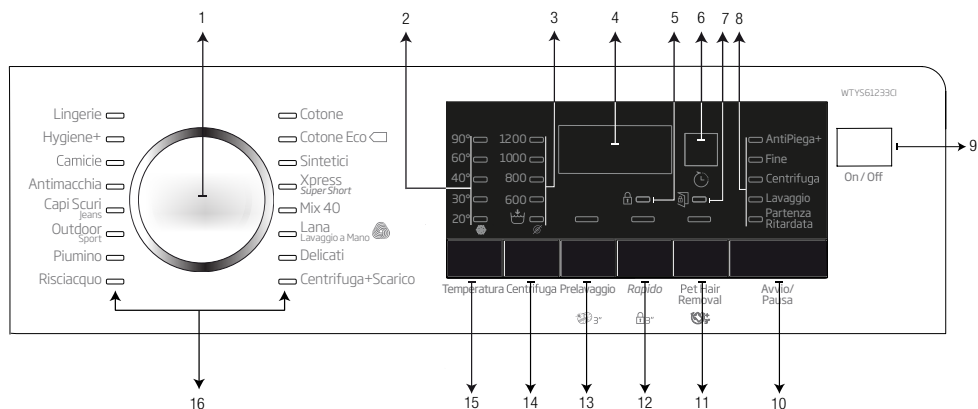 1
2
3
4
5
6
7
8
WTYS61233CI
Lingerie
Hygiene+
Camicie
Antimacchia
Capi Scuri
Jeans
Outdoor
Sport
Piumino
Risciacquo
Cotone
Cotone Eco
Sintetici
Xpress
Super Short
Mix 40
Lana
Lavaggio a Mano
Delicati
Centrifuga+Scarico
90°
60°
40°
30°
20°
1200
1000
800
600
AntiPiega+
Fine
Centrifuga
Lavaggio
Partenza
Ritardata
On / Off
9
Temperatura
Centrifuga
Prelavaggio
3"
Rapido
3"
Pet Hair
Removal
Avvio/
Pausa
16
15
14
13
12
11
10